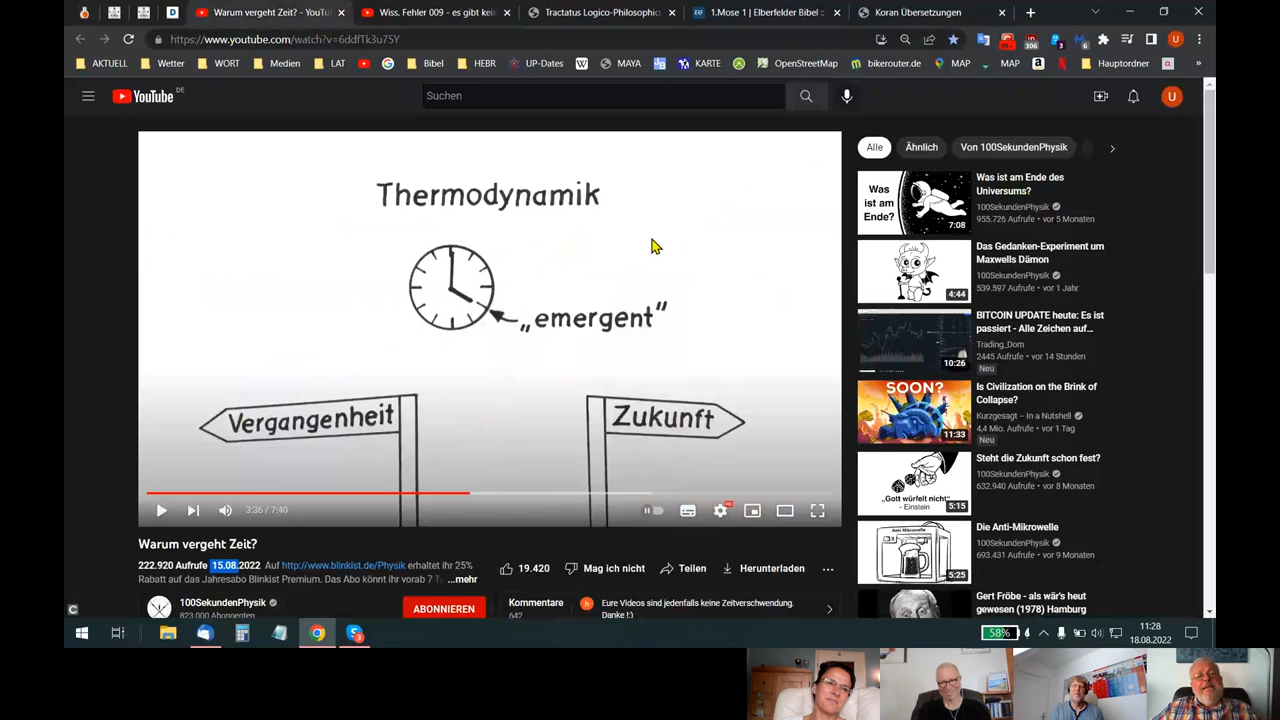 Warum vergeht Zeit? - YouTu
Wiss. Fehler 009 - es gibt kei
Tractatus Logico-Philosophic
1.Mose 1 | Elberfelder Bibel :
Koran Übersetzungen
https://www.youtube.com/watch?v=6ddfTk3u75Y
AKTUELL
Wetter
WORT
Medien
LAT
Bibel
HEBR
UP-Dates
MAYA
KARTE
OpenStreetMap
bikerouter.de
MAP
MAP
Hauptordner
YouTube DE
Suchen
Thermodynamik
„emergent”
Vergangenheit
Zukunft
3:36 / 7:40
Warum vergeht Zeit?
222.920 Aufrufe 15.08.2022 Auf http://www.blinkist.de/Physik erhaltet ihr 25%
Rabatt auf das Jahresabo Blinkist Premium. Das Abo könnt ihr vorab 7 T ...mehr
19.420
Mag ich nicht
Teilen
Herunterladen
100SekundenPhysik
823.000 Abonnenten
ABONNIEREN
Kommentare
642
Eure Videos sind jedenfalls keine Zeitverschwendung.
Danke !:)
Alle
Ähnlich
Von 100SekundenPhysik
Was ist am Ende?
7:08
Was ist am Ende des
Universums?
100SekundenPhysik
955.726 Aufrufe • vor 5 Monaten
4:44
Das Gedanken-Experiment um
Maxwells Dämon
100SekundenPhysik
539.597 Aufrufe • vor 1 Jahr
10:26
BITCOIN UPDATE heute: Es ist
passiert - Alle Zeichen auf...
Trading_Dom
2445 Aufrufe • vor 14 Stunden
Neu
SOON?
11:33
Is Civilization on the Brink of
Collapse?
Kurzgesagt – In a Nutshell
4,4 Mio. Aufrufe • vor 1 Tag
Neu
„Gott würfelt nicht"
- Einstein
5:15
Steht die Zukunft schon fest?
100SekundenPhysik
632.940 Aufrufe • vor 8 Monaten
Anti-Mikrowelle
5:25
Die Anti-Mikrowelle
100SekundenPhysik
693.431 Aufrufe • vor 9 Monaten
Gert Fröbe - als wär's heut
gewesen (1978) Hamburg
58%
11:28
18.08.2022